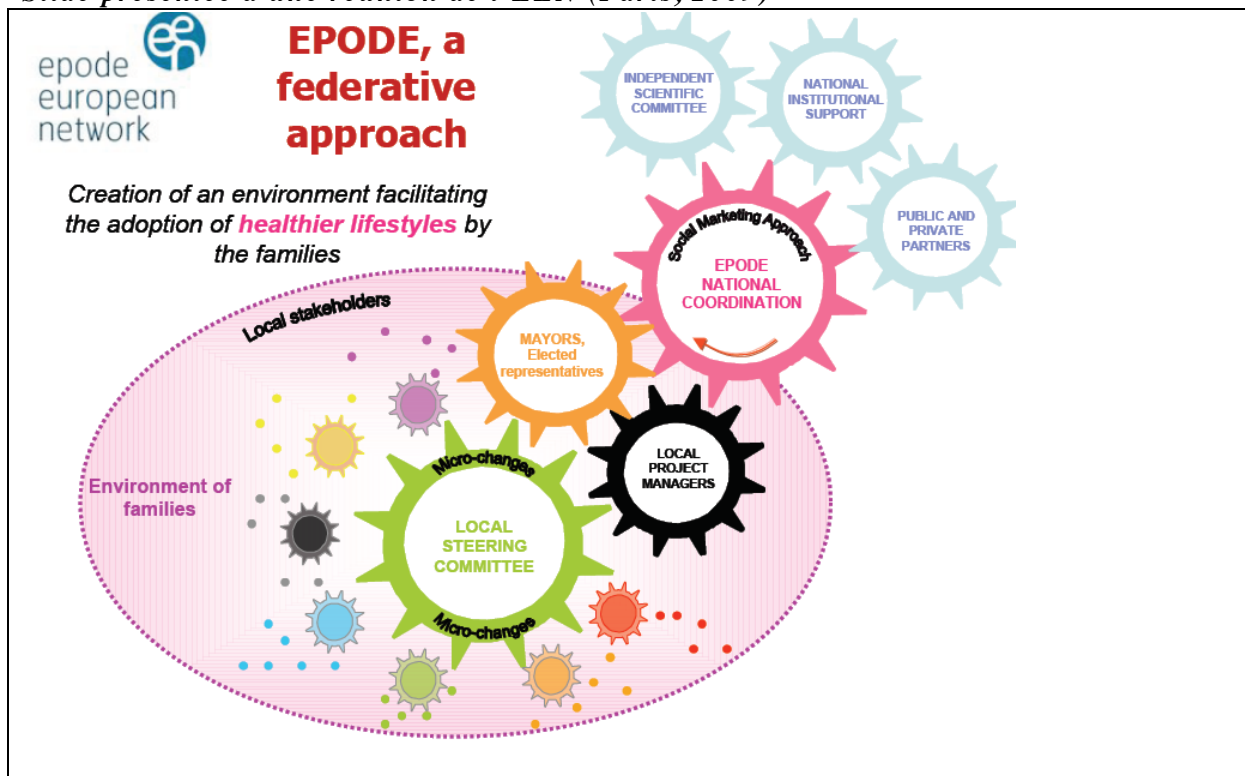 epode
european
network
een
EPODE, a
federative
approach
Creation of an environment facilitating
the adoption of healthier lifestyles by
the families
INDEPENDENT
SCIENTIFIC
COMMITTEE
NATIONAL
INSTITUTIONAL
SUPPORT
PUBLIC AND
PRIVATE
PARTNERS
Social Marketing Approach
EPODE
NATIONAL
COORDINATION
Local stakeholders
MAYORS,
Elected
representatives
LOCAL
PROJECT
MANAGERS
Environment of
families
Micro-changes
LOCAL
STEERING
COMMITTEE
Micro-changes